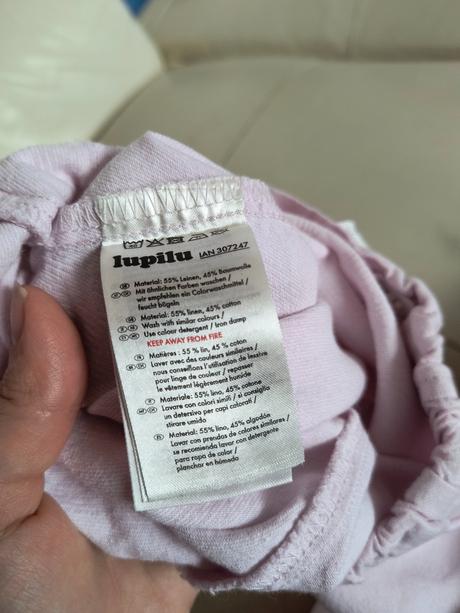 lupilu IAN 307247
Material: 55% Leinen, 45% Baumwolle
Mit ähnlichen Farben waschen /
wir empfehlen ein Colorwaschmittel /
feucht bügeln
Material: 55% linen, 45% cotton
Wash with similar colours /
Use colour detergent / Iron damp
KEEP AWAY FROM FIRE
Matières : 55 % lin, 45 % coton
Laver avec des couleurs similaires /
nous conseillons l'utilisation de lessive
pour linge de couleur / repasser
le vêtement légèrement humide
Materiale: 55% lino, 45% cotone
Lavare con colori simili / si consiglia
un detersivo per capi colorati /
stirare umido
Material: 55% lino, 45% algodón
Lavar con prendas de colores similares /
se recomienda lavar con detergente
para ropa de color /
planchar en húmedo